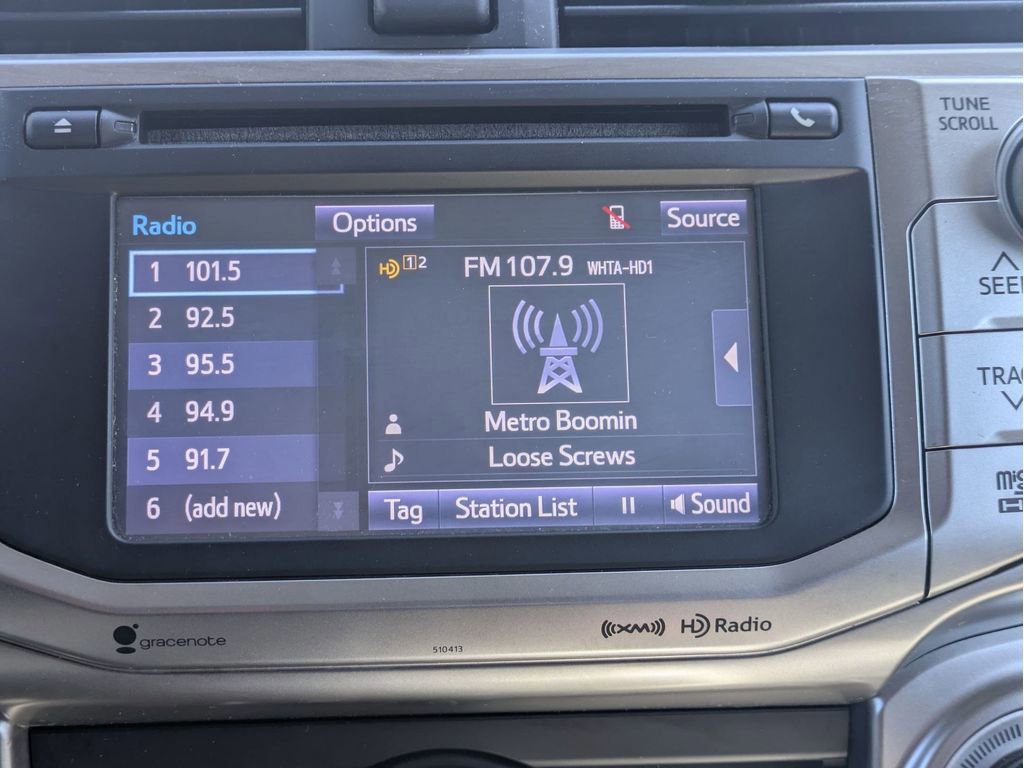 TUNE
SCROLL
Radio
Options
Source
1 101.5
2 92.5
3 95.5
4 94.9
5 91.7
6 (add new)
HD 1 2
FM 107.9 WHTA-HD1
Metro Boomin
Loose Screws
Tag
Station List
Sound
SEE
TRAC
gracenote
510413
((XM))
HD Radio